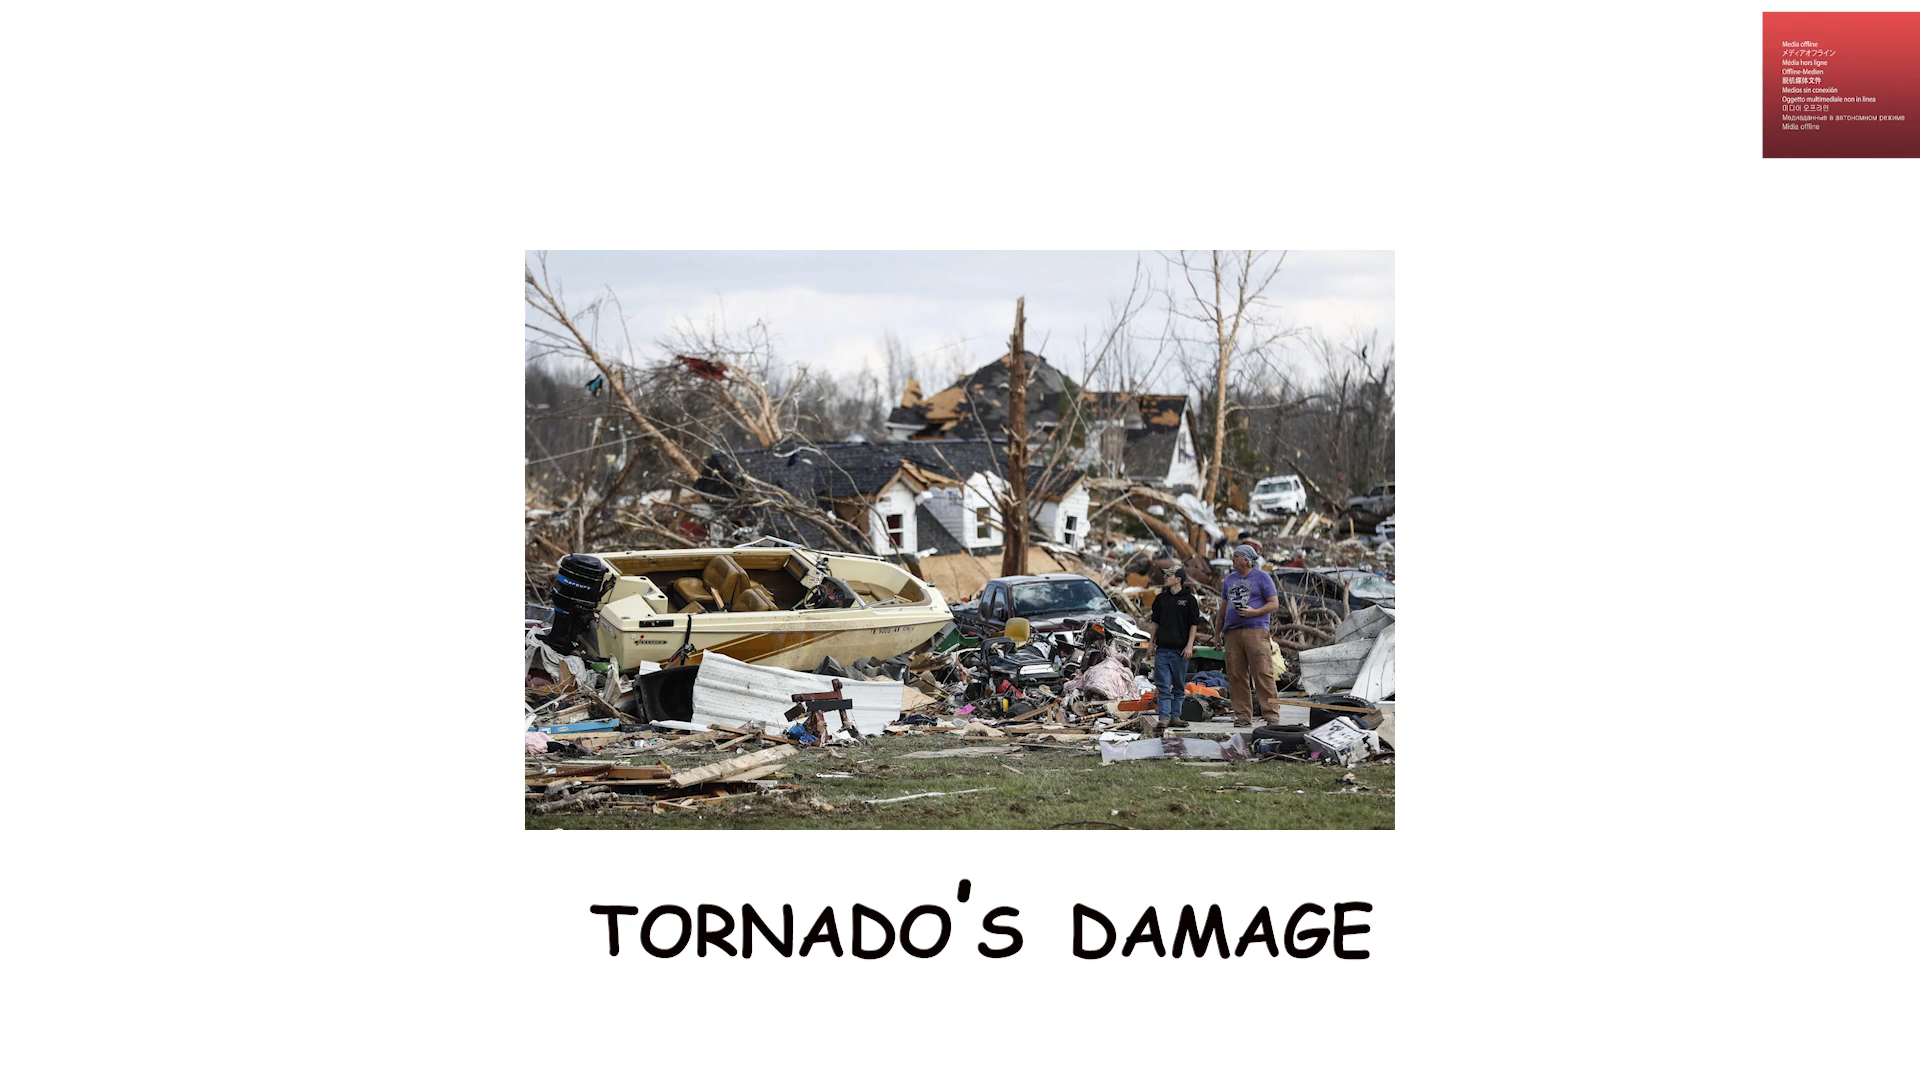 Media offline
メディアオフライン
Média hors ligne
Offline-Medien
脱机媒体文件
Medios sin conexión
Oggetto multimediale non in linea
미디어 오프라인
Медиаданные в автономном режиме
Mídia offline
TORNADO'S DAMAGE